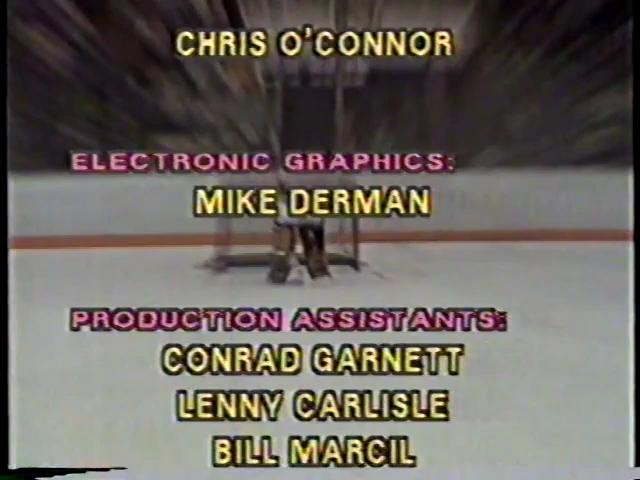 CHRIS O'CONNOR
ELECTRONIC GRAPHICS:
MIKE DERMAN
PRODUCTION ASSISTANTS:
CONRAD GARNETT
LENNY CARLISLE
BILL MARCIL